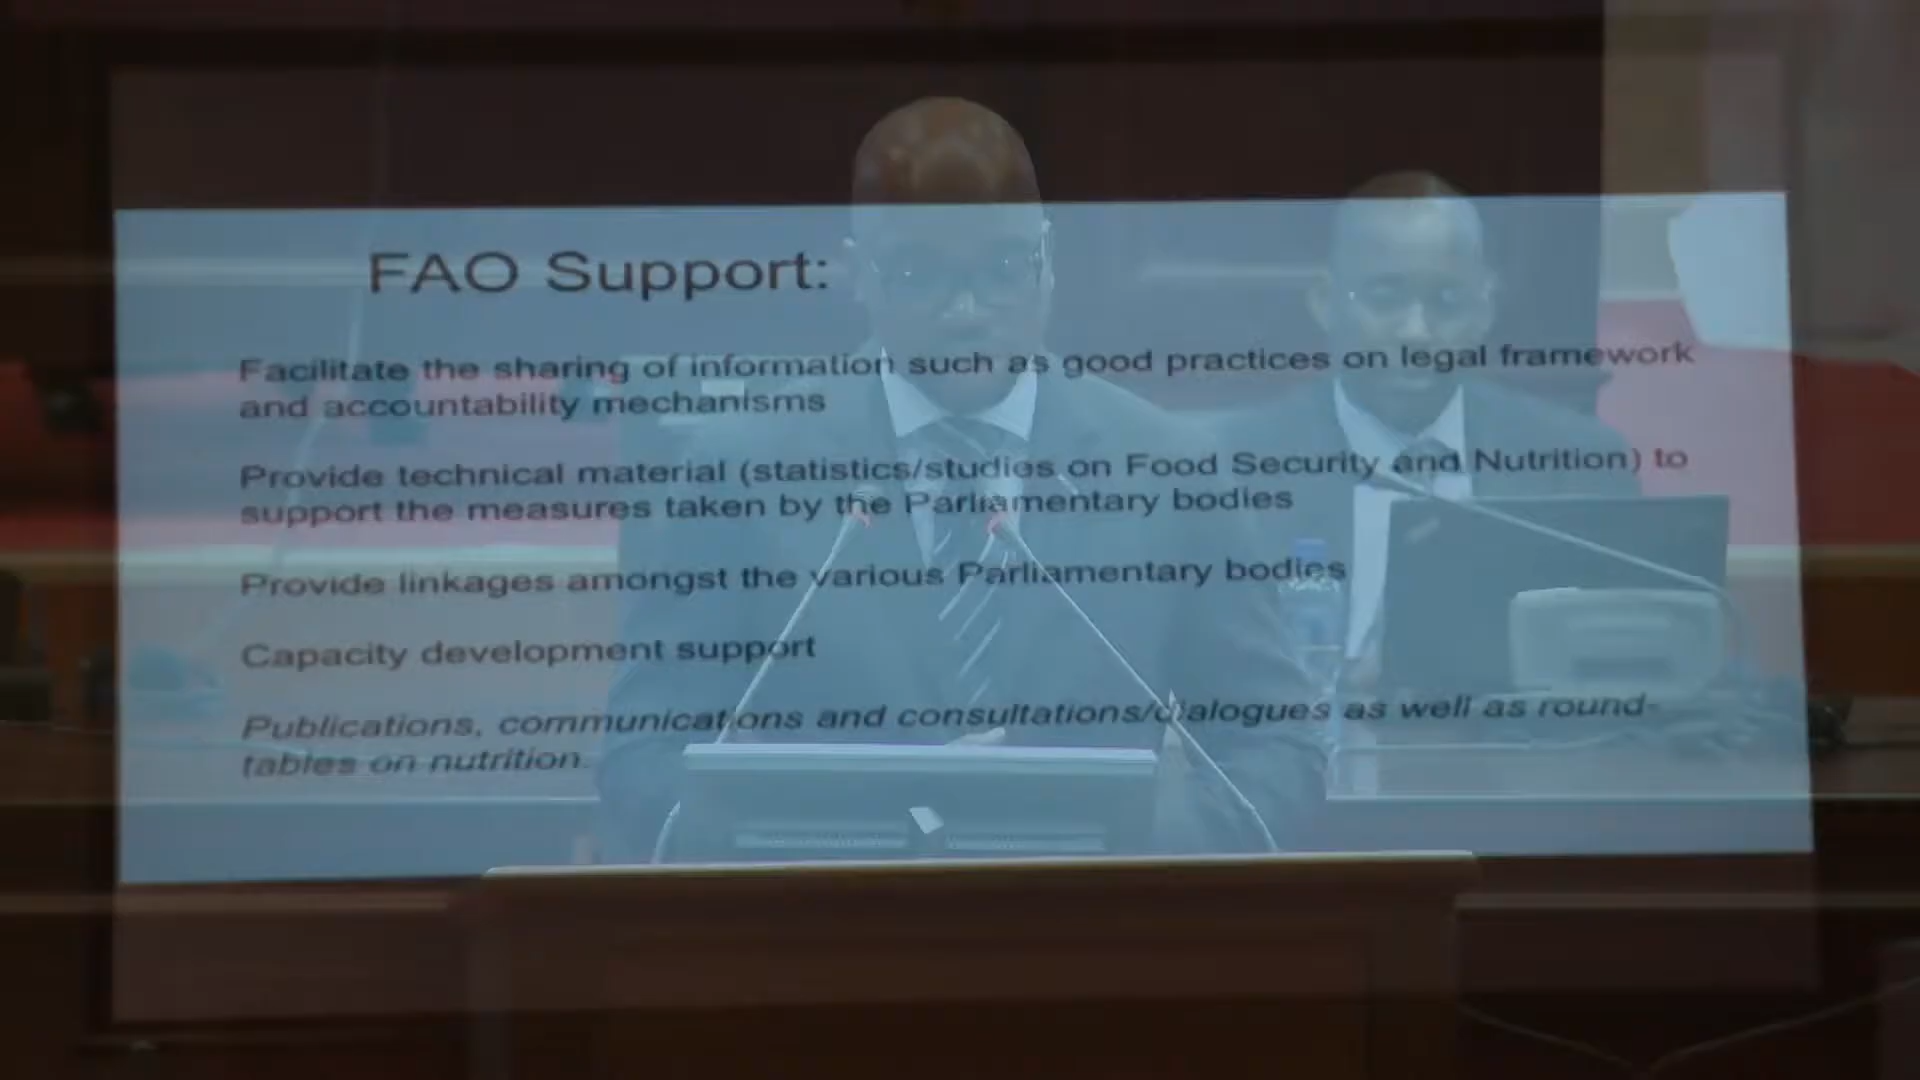 FAO Support:
Facilitate the sharing of information such as good practices on legal framework
and accountability mechanisms
Provide technical material (statistics/studies on Food Security and Nutrition) to
support the measures taken by the Parliamentary bodies
Provide linkages amongst the various Parliamentary bodies
Capacity development support
Publications, communications and consultations/dialogues as well as round-
tables on nutrition.